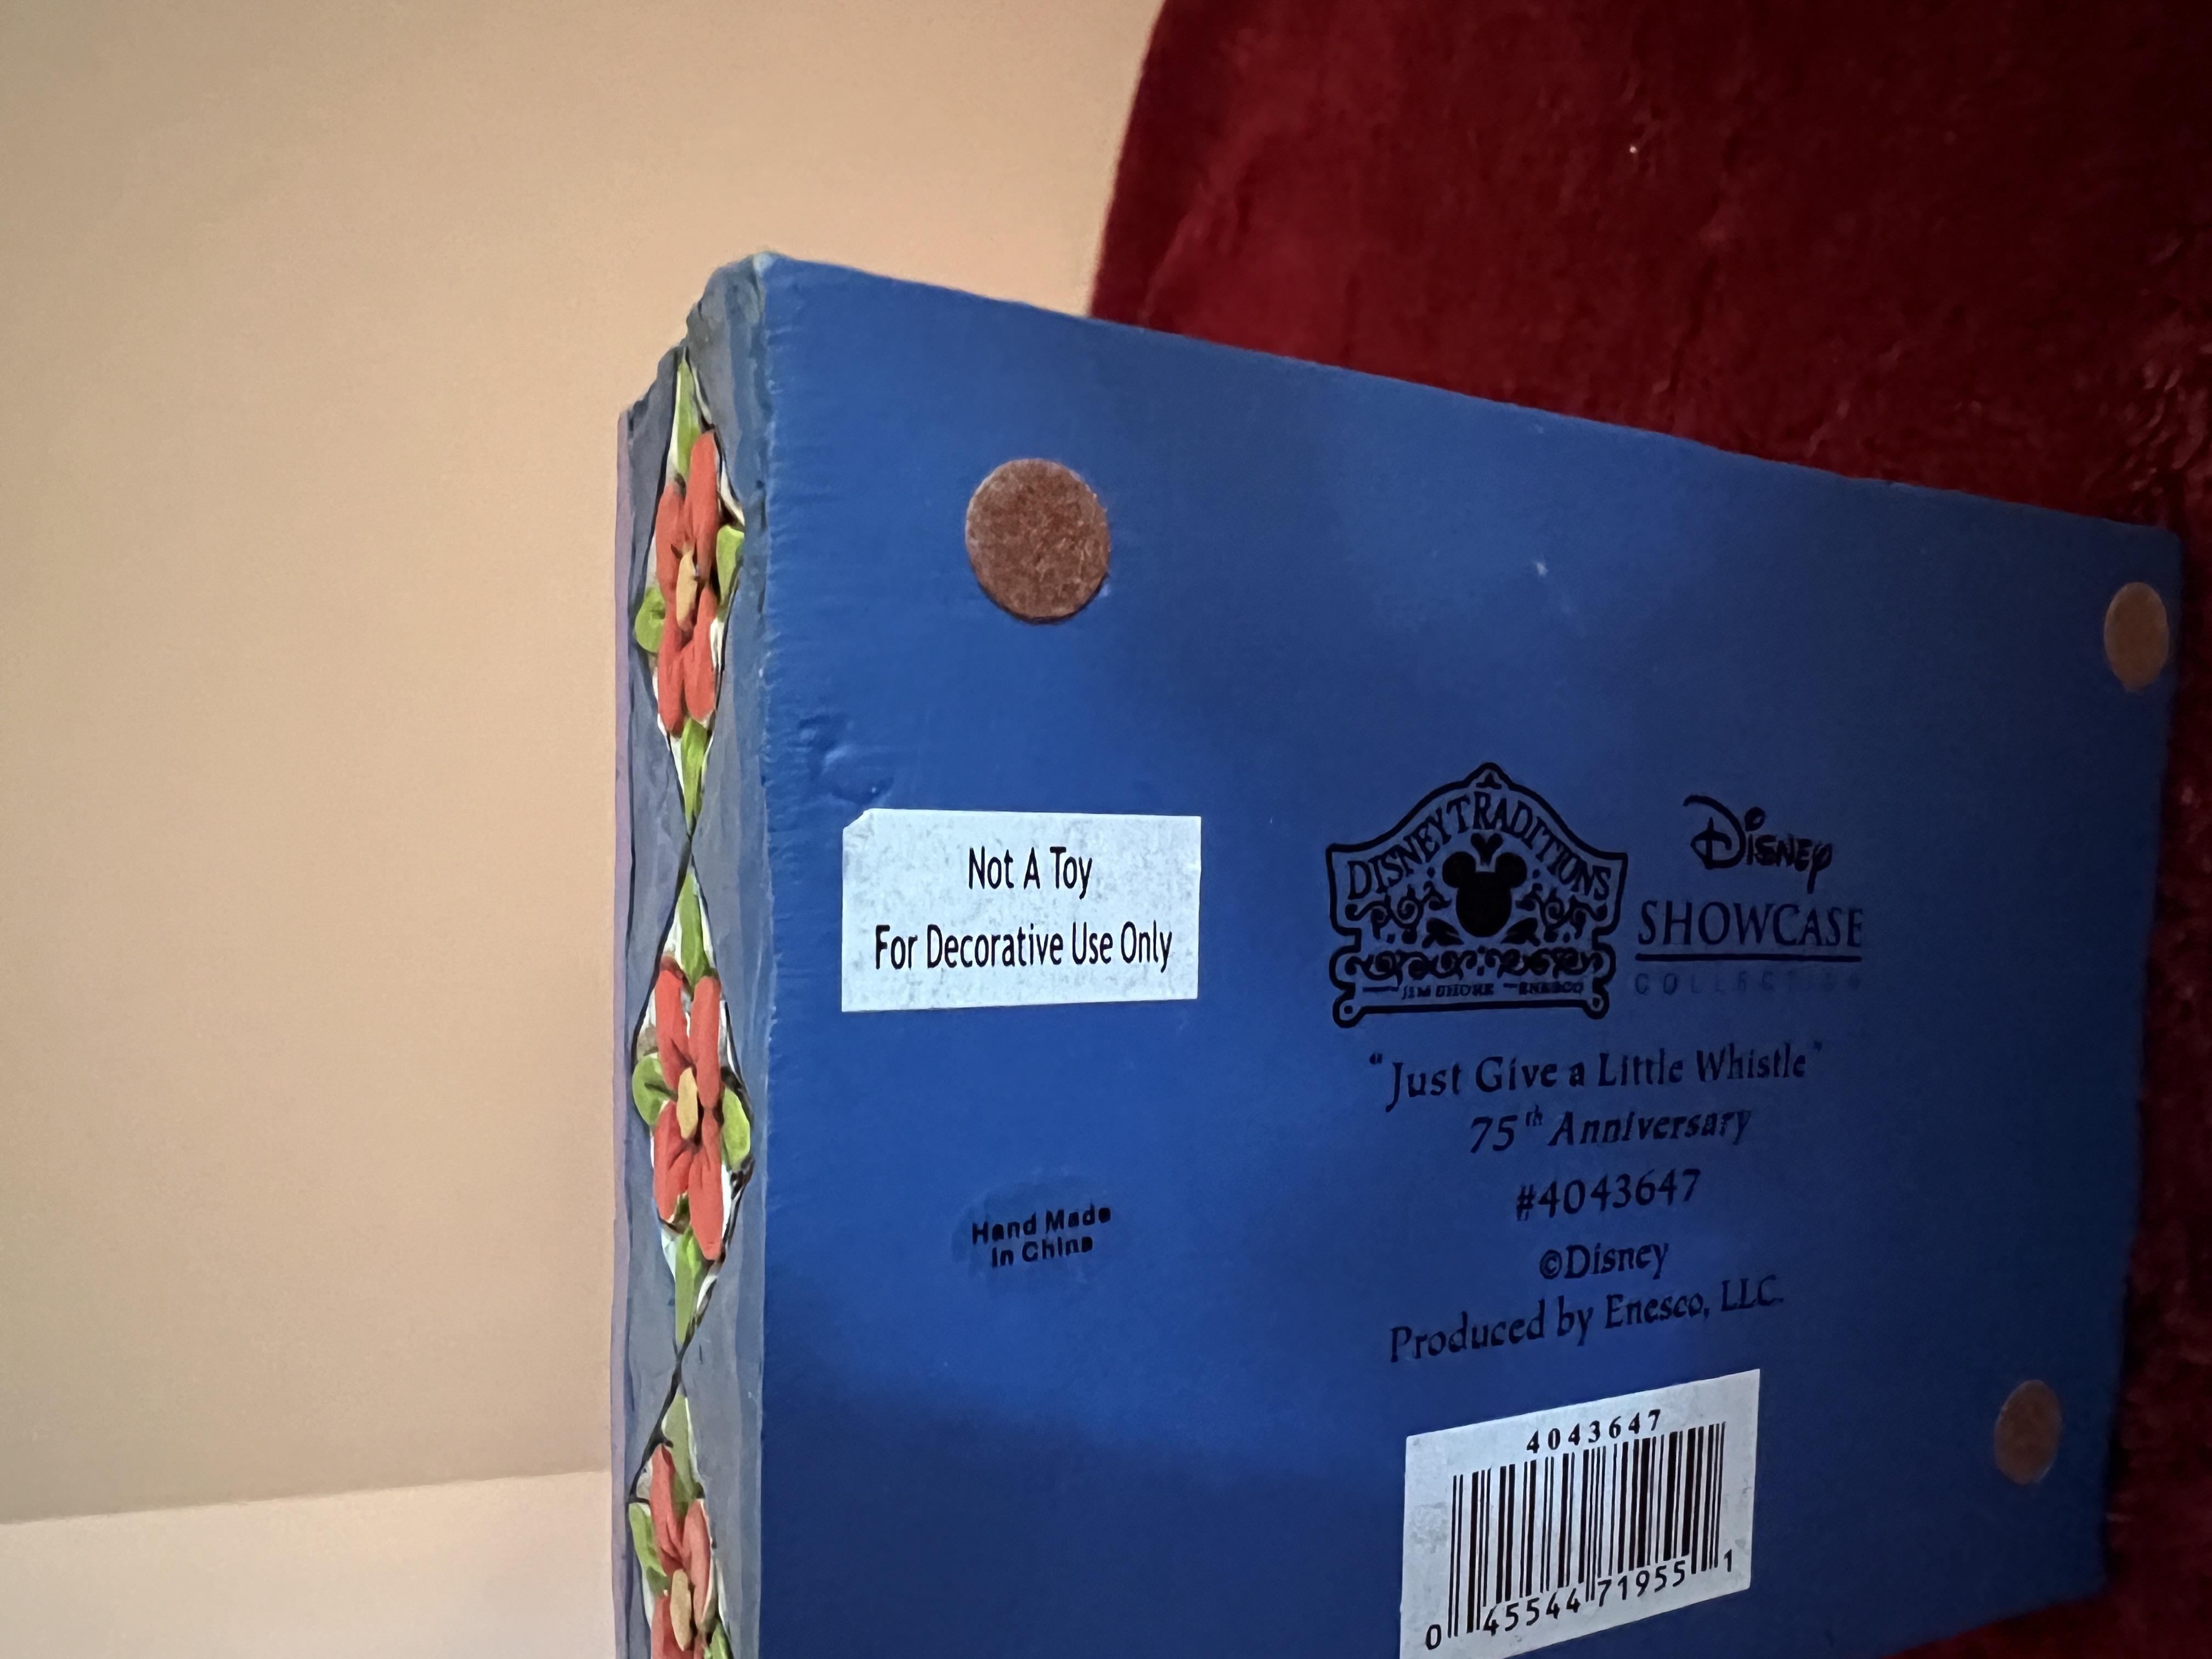 Not A Toy
For Decorative Use Only
Hand Made
In China
DISNEY TRADITIONS
JIM SHORE ENESCO
Disney
SHOWCASE
COLLECTION
"Just Give a Little Whistle"
75th Anniversary
#4043647
©Disney
Produced by Enesco, LLC.
4043647
0 45544 71955 1